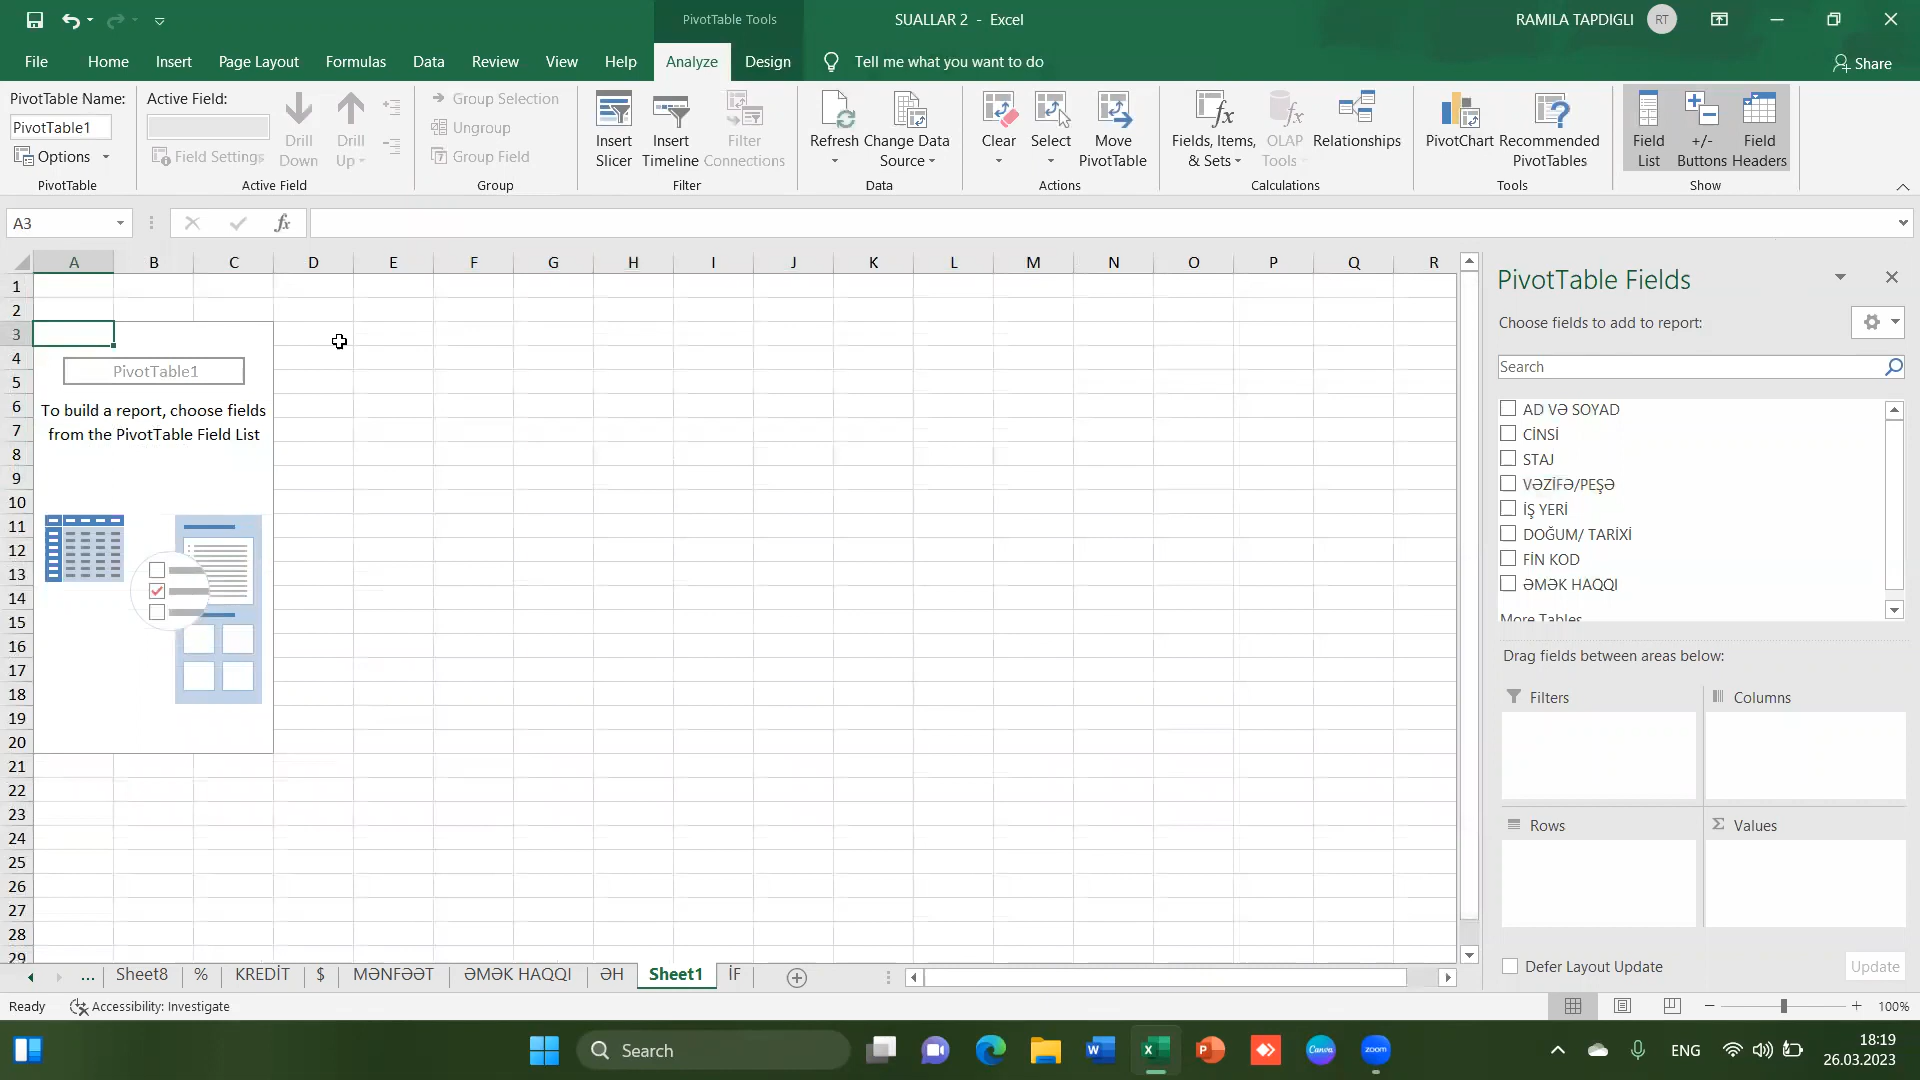 PivotTable Tools
SUALLAR 2 - Excel
RAMILA TAPDIGLI
RT
File
Home
Insert
Page Layout
Formulas
Data
Review
View
Help
Analyze
Design
Tell me what you want to do
Share
PivotTable Name:
PivotTable1
Options
PivotTable
Active Field:
Field Settings
Drill Down
Drill Up
Active Field
Group Selection
Ungroup
Group Field
Group
Insert Slicer
Insert Timeline
Filter Connections
Filter
Refresh
Change Data Source
Data
Clear
Select
Move PivotTable
Actions
Fields, Items, & Sets
OLAP Tools
Relationships
Calculations
PivotChart
Recommended PivotTables
Tools
Field List
+/- Buttons
Field Headers
Show
A3
fx
A B C D E F G H I J K L M N O P Q R
1
2
3
4
5
6
7
8
9
10
11
12
13
14
15
16
17
18
19
20
21
22
23
24
25
26
27
28
29
PivotTable1
To build a report, choose fields
from the PivotTable Field List
PivotTable Fields
Choose fields to add to report:
Search
AD VƏ SOYAD
CİNSİ
STAJ
VƏZİFƏ/PEŞƏ
İŞ YERİ
DOĞUM/ TARİXİ
FİN KOD
ƏMƏK HAQQI
More Tables
Drag fields between areas below:
Filters
Columns
Rows
Σ Values
Defer Layout Update
Update
... Sheet8 % KREDİT $ MƏNFƏƏT ƏMƏK HAQQI ƏH Sheet1 İF
Ready
Accessibility: Investigate
100%
Search
zoom
ENG
18:19
26.03.2023